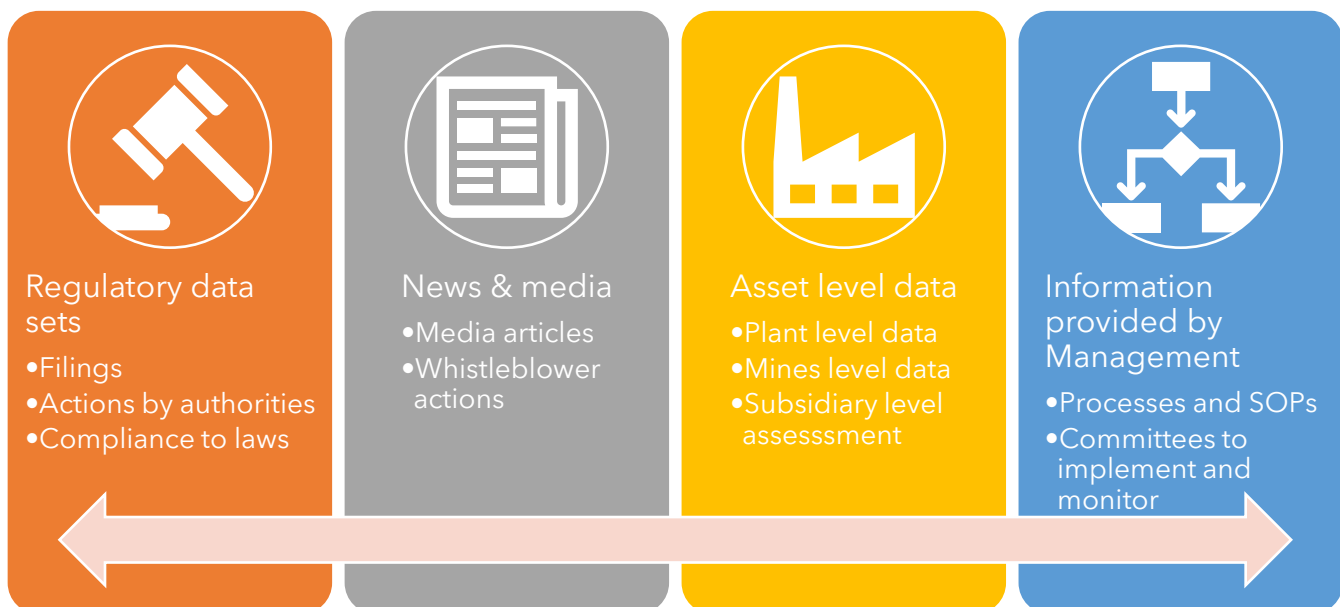 Regulatory data
sets
•Filings
•Actions by authorities
•Compliance to laws
News & media
•Media articles
•Whistleblower
actions
Asset level data
•Plant level data
•Mines level data
•Subsidiary level
assesssment
Information
provided by
Management
•Processes and SOPs
•Committees to
implement and
monitor